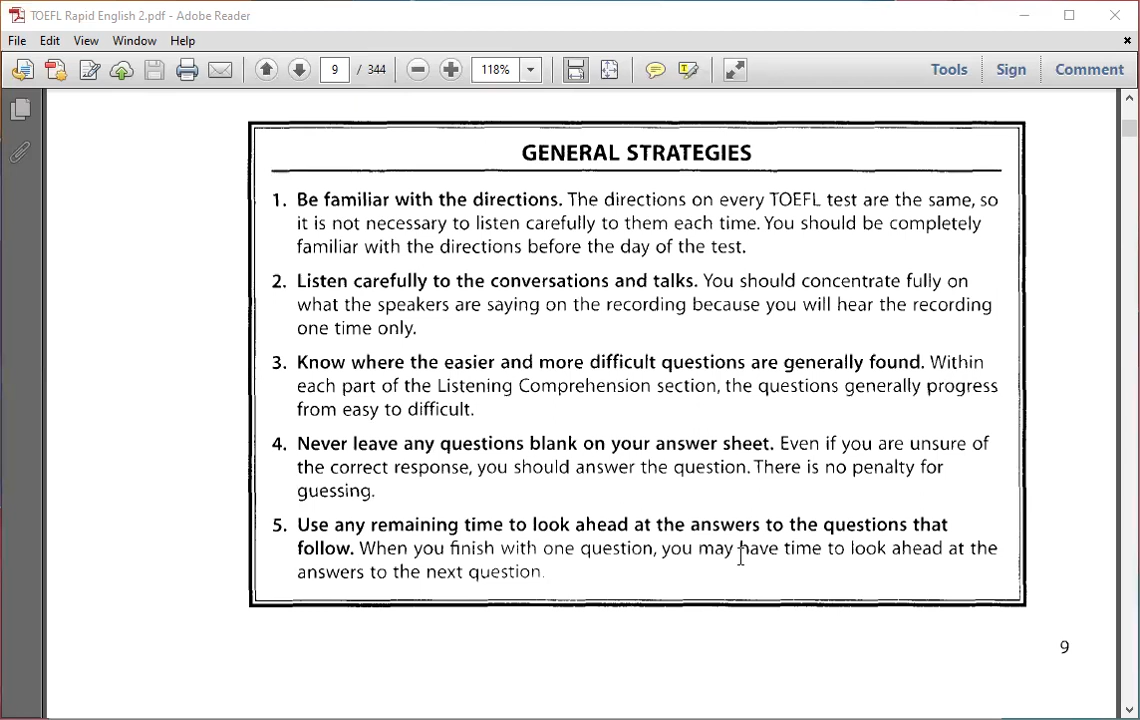 TOEFL Rapid English 2.pdf - Adobe Reader
File Edit View Window Help
9 / 344 118% Tools Sign Comment
GENERAL STRATEGIES
1. Be familiar with the directions. The directions on every TOEFL test are the same, so
it is not necessary to listen carefully to them each time. You should be completely
familiar with the directions before the day of the test.
2. Listen carefully to the conversations and talks. You should concentrate fully on
what the speakers are saying on the recording because you will hear the recording
one time only.
3. Know where the easier and more difficult questions are generally found. Within
each part of the Listening Comprehension section, the questions generally progress
from easy to difficult.
4. Never leave any questions blank on your answer sheet. Even if you are unsure of
the correct response, you should answer the question. There is no penalty for
guessing.
5. Use any remaining time to look ahead at the answers to the questions that
follow. When you finish with one question, you may have time to look ahead at the
answers to the next question.
9